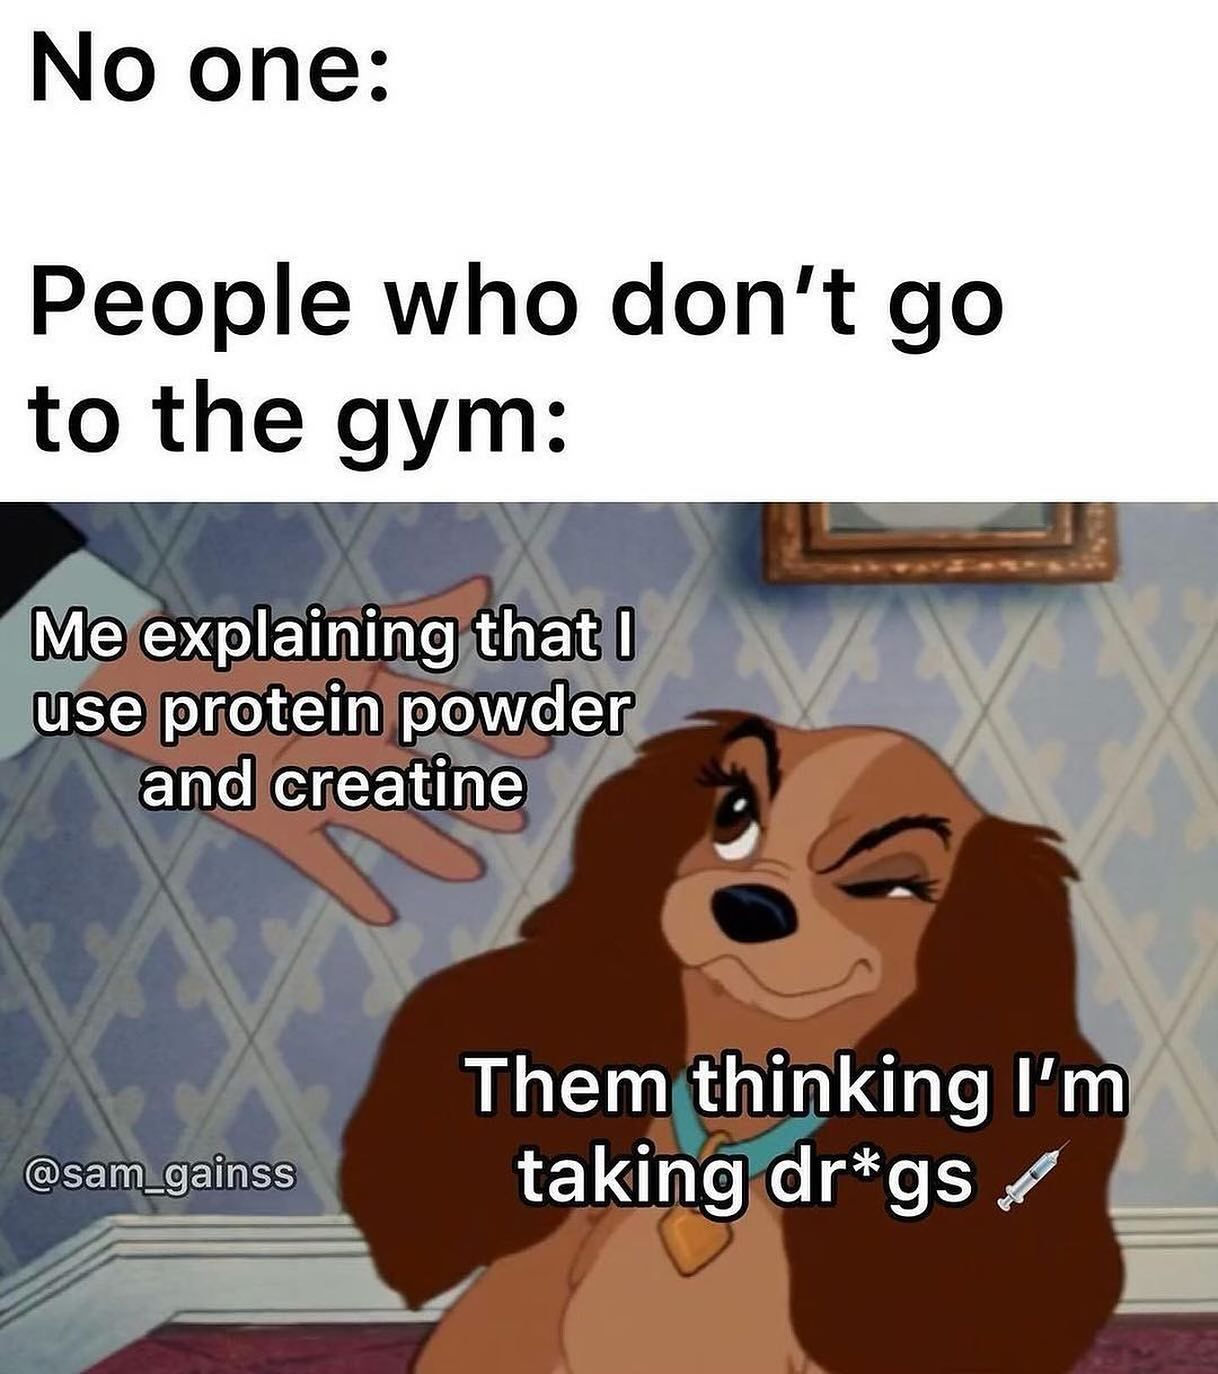 No one:
People who don’t go
to the gym:
Me explaining that I
use protein powder
and creatine
Them thinking I’m
taking dr*gs 💉
@sam_gainss